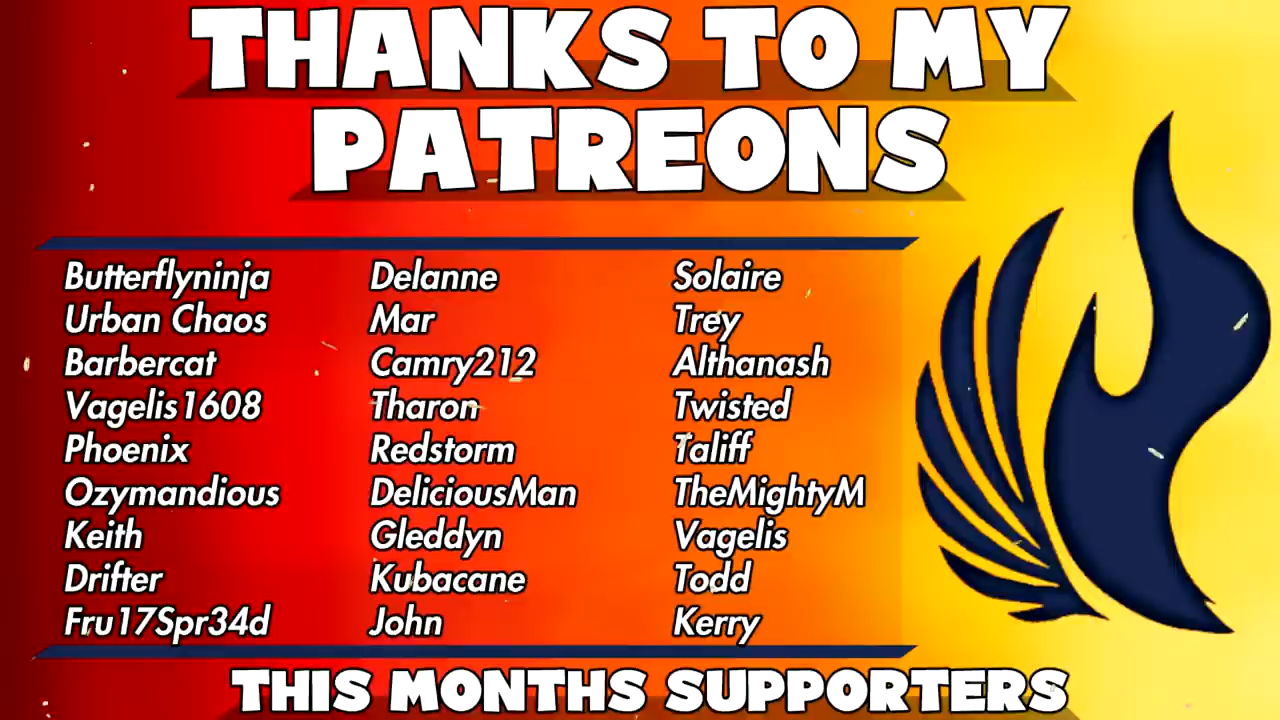 THANKS TO MY
PATREONS
Butterflyninja
Urban Chaos
Barbercat
Vagelis1608
Phoenix
Ozymandious
Keith
Drifter
Fru17Spr34d
Delanne
Mar
Camry212
Tharon
Redstorm
DeliciousMan
Gleddyn
Kubacane
John
Solaire
Trey
Althanash
Twisted
Taliff
TheMightyM
Vagelis
Todd
Kerry
THIS MONTHS SUPPORTERS